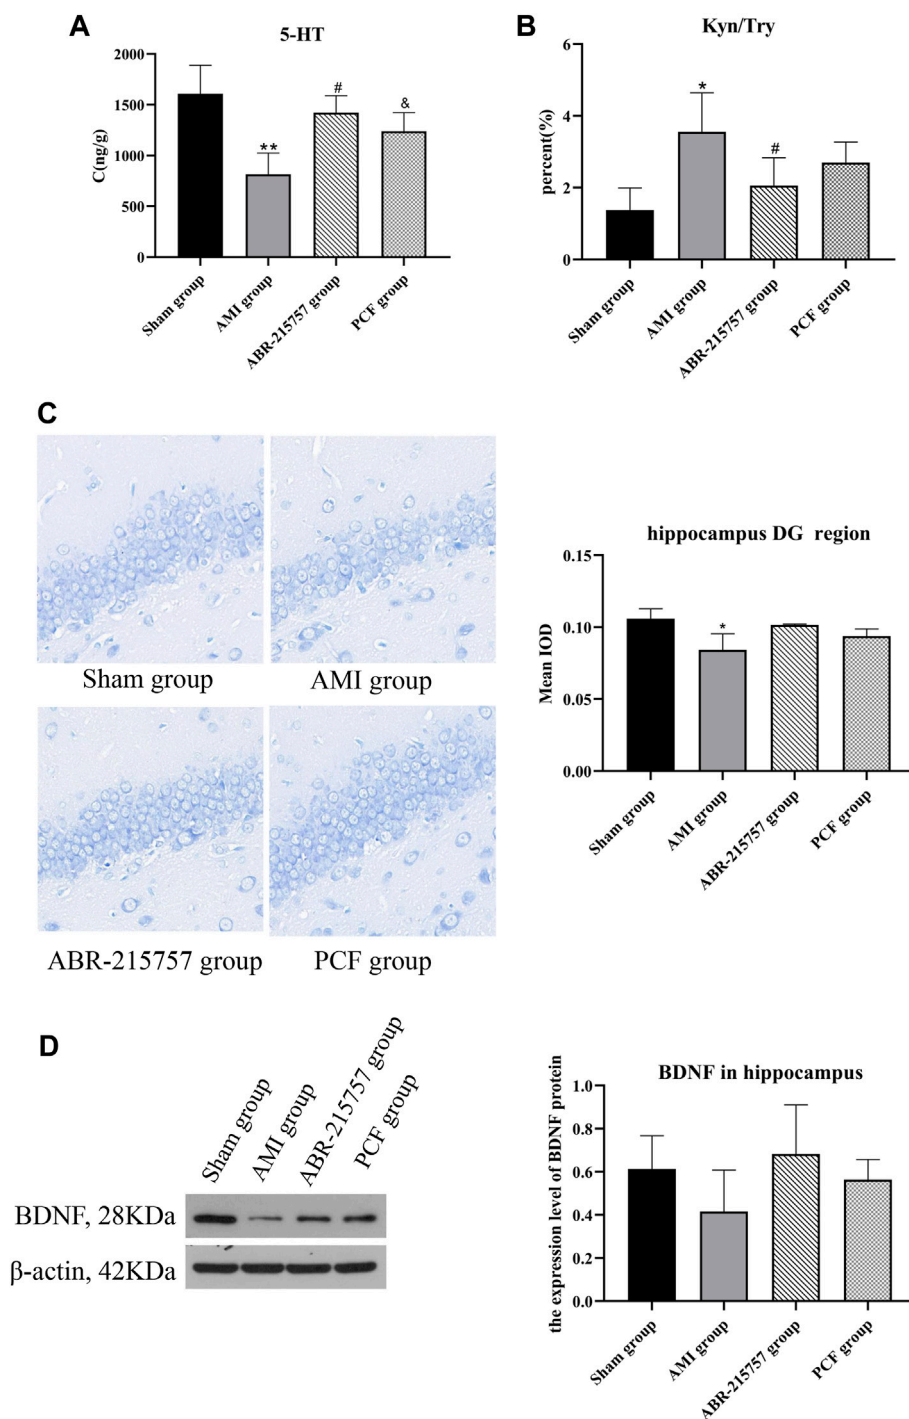 A
5-HT
C(ng/g)
2000
1500
1000
500
0
**
#
&
Sham group
AMI group
ABR-215757 group
PCF group
B
Kyn/Try
percent(%)
6
4
2
0
*
#
Sham group
AMI group
ABR-215757 group
PCF group
C
Sham group
AMI group
ABR-215757 group
PCF group
hippocampus DG region
Mean IOD
0.15
0.10
0.05
0.00
*
Sham group
AMI group
ABR-215757 group
PCF group
D
Sham group
AMI group
ABR-215757 group
PCF group
BDNF, 28KDa
β-actin, 42KDa
BDNF in hippocampus
the expression level of BDNF protein
1.0
0.8
0.6
0.4
0.2
0.0
Sham group
AMI group
ABR-215757 group
PCF group